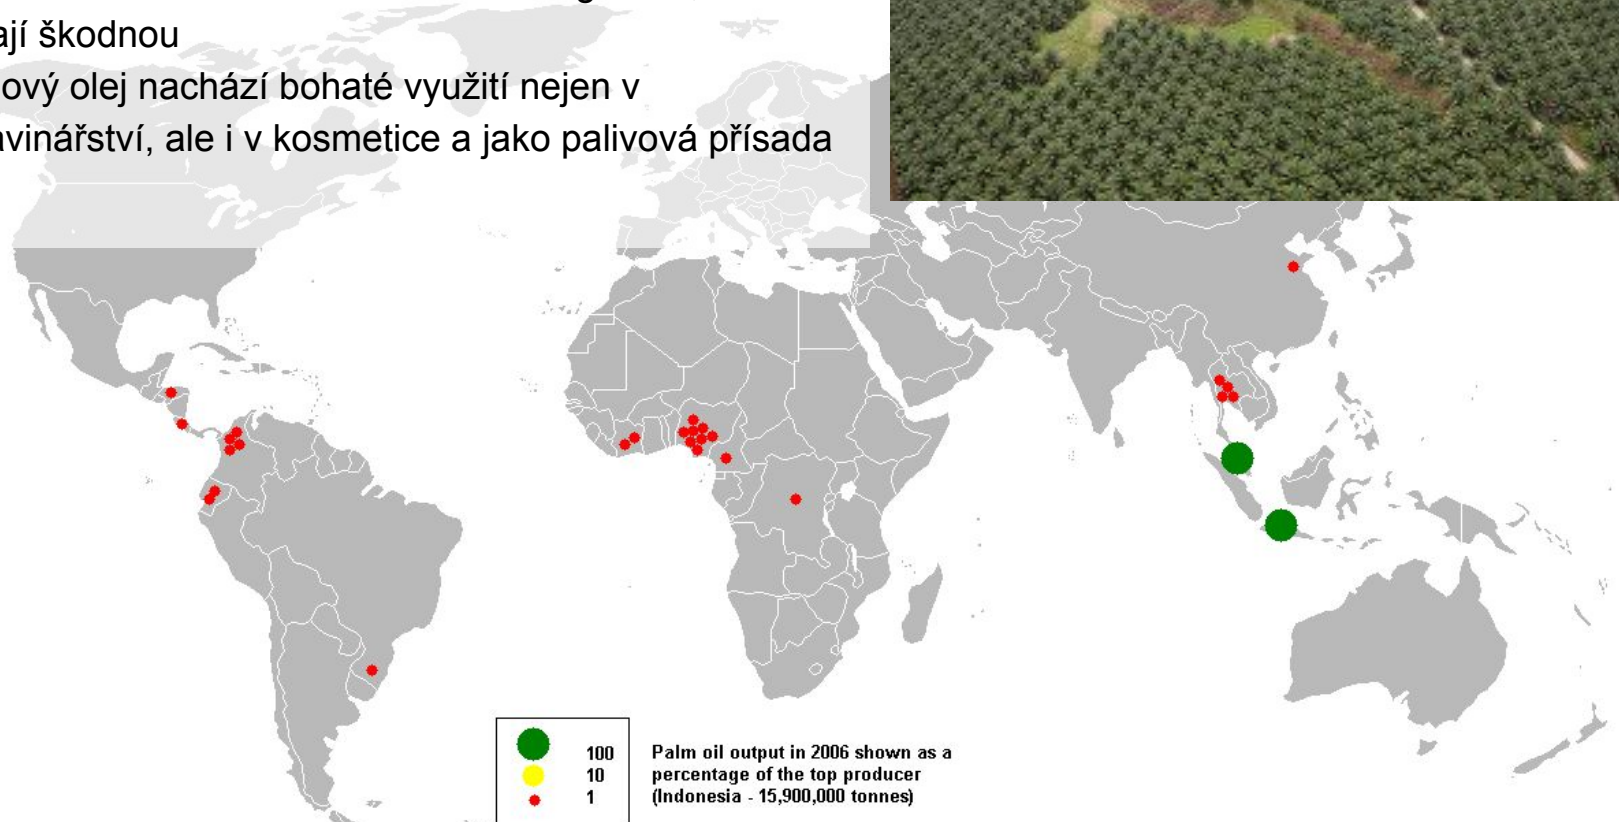 ají škodnou
ový olej nachází bohaté využití nejen v
avinářství, ale i v kosmetice a jako palivová přísada
100
10
1
Palm oil output in 2006 shown as a
percentage of the top producer
(Indonesia - 15,900,000 tonnes)